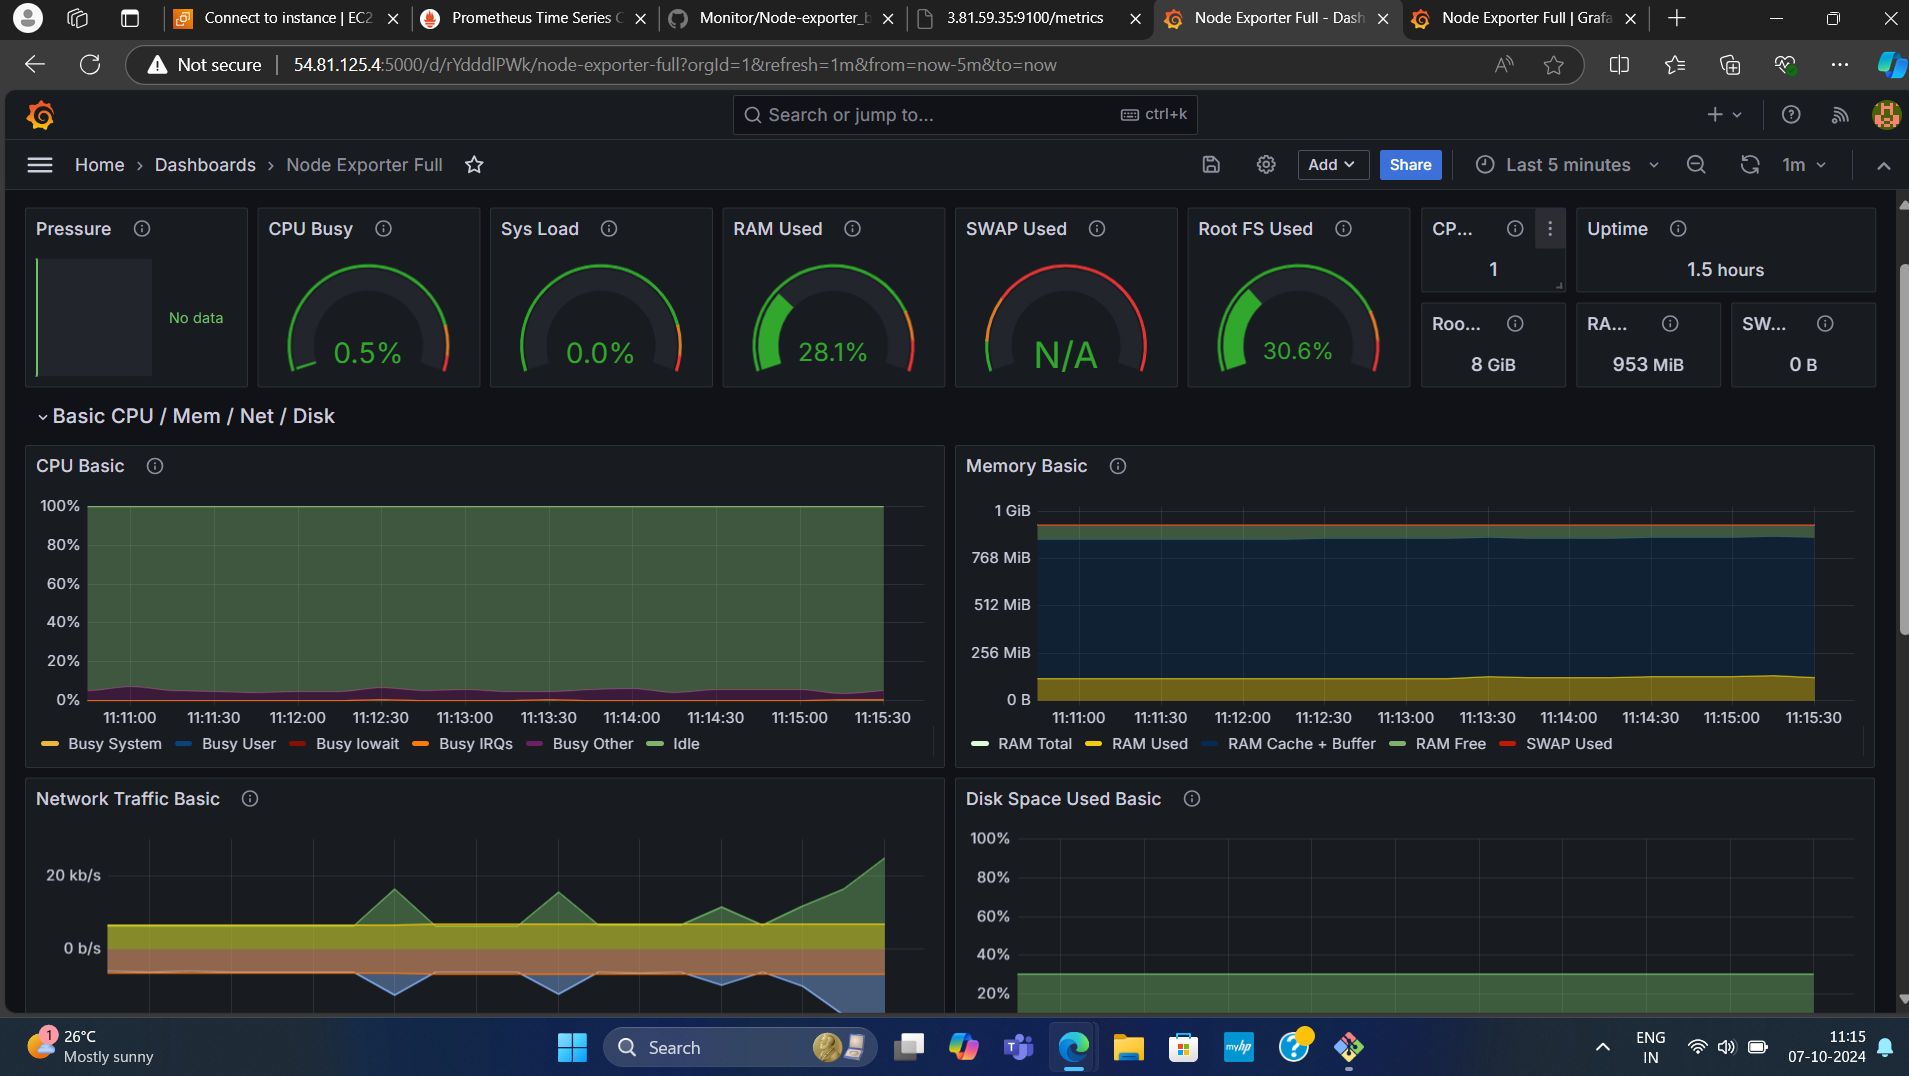 Connect to instance | EC2
Prometheus Time Series C
Monitor/Node-exporter_b
3.81.59.35:9100/metrics
Node Exporter Full - Dash
Node Exporter Full | Grafa
Not secure
54.81.125.4:5000/d/rYdddlPWk/node-exporter-full?orgId=1&refresh=1m&from=now-5m&to=now
Search or jump to...
ctrl+k
Home › Dashboards › Node Exporter Full
Add
Share
Last 5 minutes
1m
Pressure
No data
CPU Busy
0.5%
Sys Load
0.0%
RAM Used
28.1%
SWAP Used
N/A
Root FS Used
30.6%
CP...
1
Uptime
1.5 hours
Roo...
8 GiB
RA...
953 MiB
SW...
0 B
Basic CPU / Mem / Net / Disk
CPU Basic
100%
80%
60%
40%
20%
0%
11:11:00 11:11:30 11:12:00 11:12:30 11:13:00 11:13:30 11:14:00 11:14:30 11:15:00 11:15:30
Busy System Busy User Busy Iowait Busy IRQs Busy Other Idle
Memory Basic
1 GiB
768 MiB
512 MiB
256 MiB
0 B
11:11:00 11:11:30 11:12:00 11:12:30 11:13:00 11:13:30 11:14:00 11:14:30 11:15:00 11:15:30
RAM Total RAM Used RAM Cache + Buffer RAM Free SWAP Used
Network Traffic Basic
20 kb/s
0 b/s
Disk Space Used Basic
100%
80%
60%
40%
20%
1
26°C
Mostly sunny
Search
myhp
ENG
IN
11:15
07-10-2024